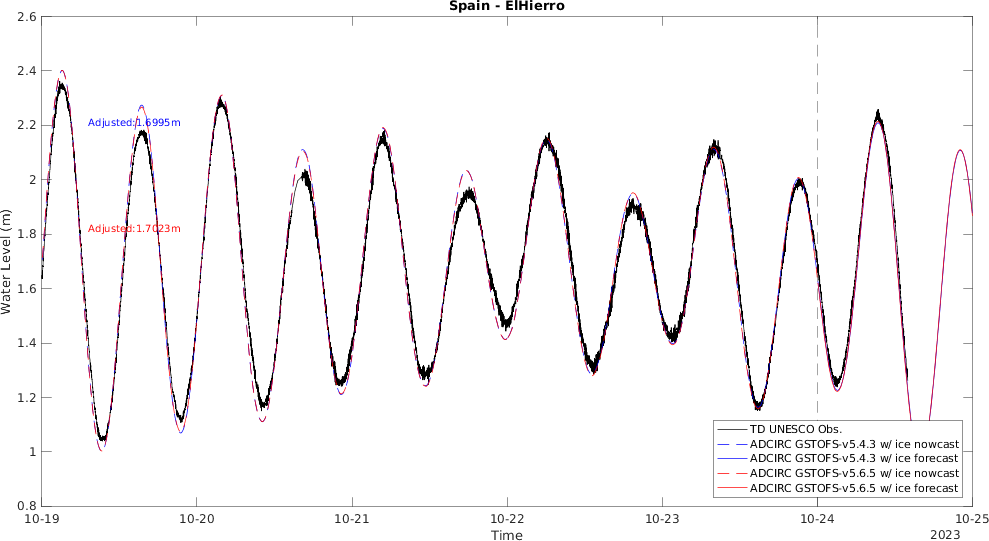 Spain - ElHierro
2.6
2.4
2.2
2
1.8
1.6
1.4
1.2
1
0.8
Water Level (m)
Adjusted:1.6995m
Adjusted:1.7023m
TD UNESCO Obs.
ADCIRC GSTOFS-v5.4.3 w/ ice nowcast
ADCIRC GSTOFS-v5.4.3 w/ ice forecast
ADCIRC GSTOFS-v5.6.5 w/ ice nowcast
ADCIRC GSTOFS-v5.6.5 w/ ice forecast
10-19 10-20 10-21 10-22 10-23 10-24 10-25
Time
2023